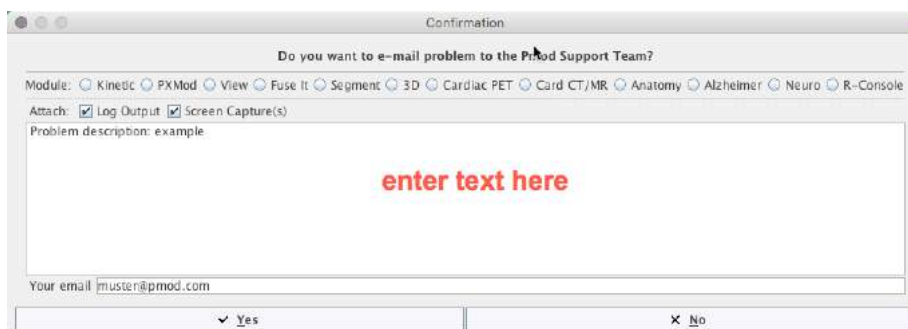 Confirmation
Do you want to e-mail problem to the Pmod Support Team?
Module: Kinetic PXMod View Fuse It Segment 3D Cardiac PET Card CT/MR Anatomy Alzheimer Neuro R-Console
Attach: Log Output Screen Capture(s)
Problem description: example
enter text here
Your email muster@pmod.com
Yes No